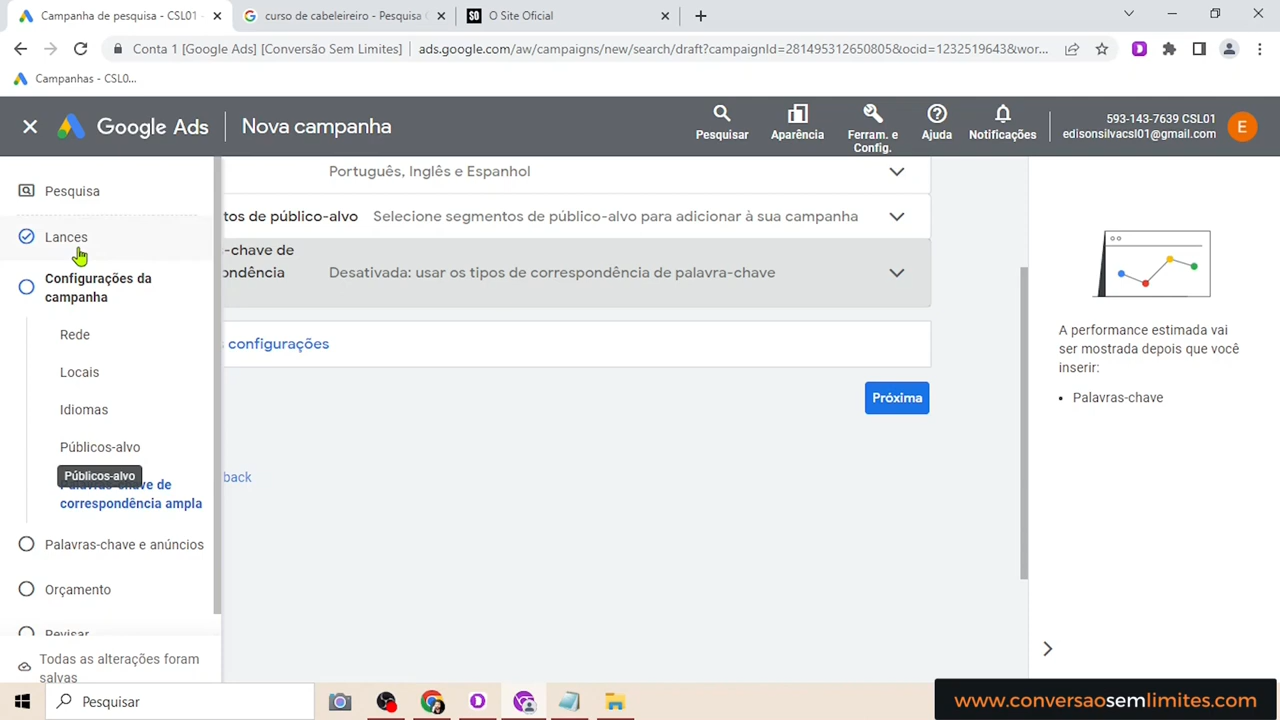 Campanha de pesquisa - CSL01 -
curso de cabeleireiro - Pesquisa G
O Site Oficial
Conta 1 [Google Ads] [Conversão Sem Limites]
ads.google.com/aw/campaigns/new/search/draft?campaignId=281495312650805&ocid=1232519643&wor...
Campanhas - CSL0...
Google Ads
Nova campanha
Pesquisar
Aparência
Ferram. e
Config.
Ajuda
Notificações
593-143-7639 CSL01
edisonsilvacsl01@gmail.com
E
Pesquisa
Lances
Configurações da
campanha
Rede
Locais
Idiomas
Públicos-alvo
Públicos-alvo
Palavras-chave de
correspondência ampla
Palavras-chave e anúncios
Orçamento
Revisar
Todas as alterações foram
salvas
Português, Inglês e Espanhol
tos de público-alvo
Selecione segmentos de público-alvo para adicionar à sua campanha
-chave de
ondência
Desativada: usar os tipos de correspondência de palavra-chave
configurações
Próxima
back
A performance estimada vai
ser mostrada depois que você
inserir:
• Palavras-chave
Pesquisar
www.conversaosemlimites.com